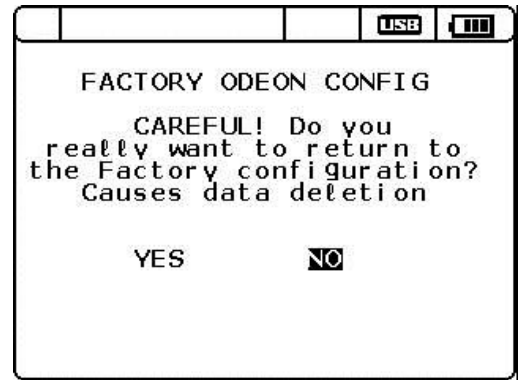 USB
FACTORY ODEON CONFIG
CAREFUL! Do you
really want to return to
the Factory configuration?
Causes data deletion
YES NO